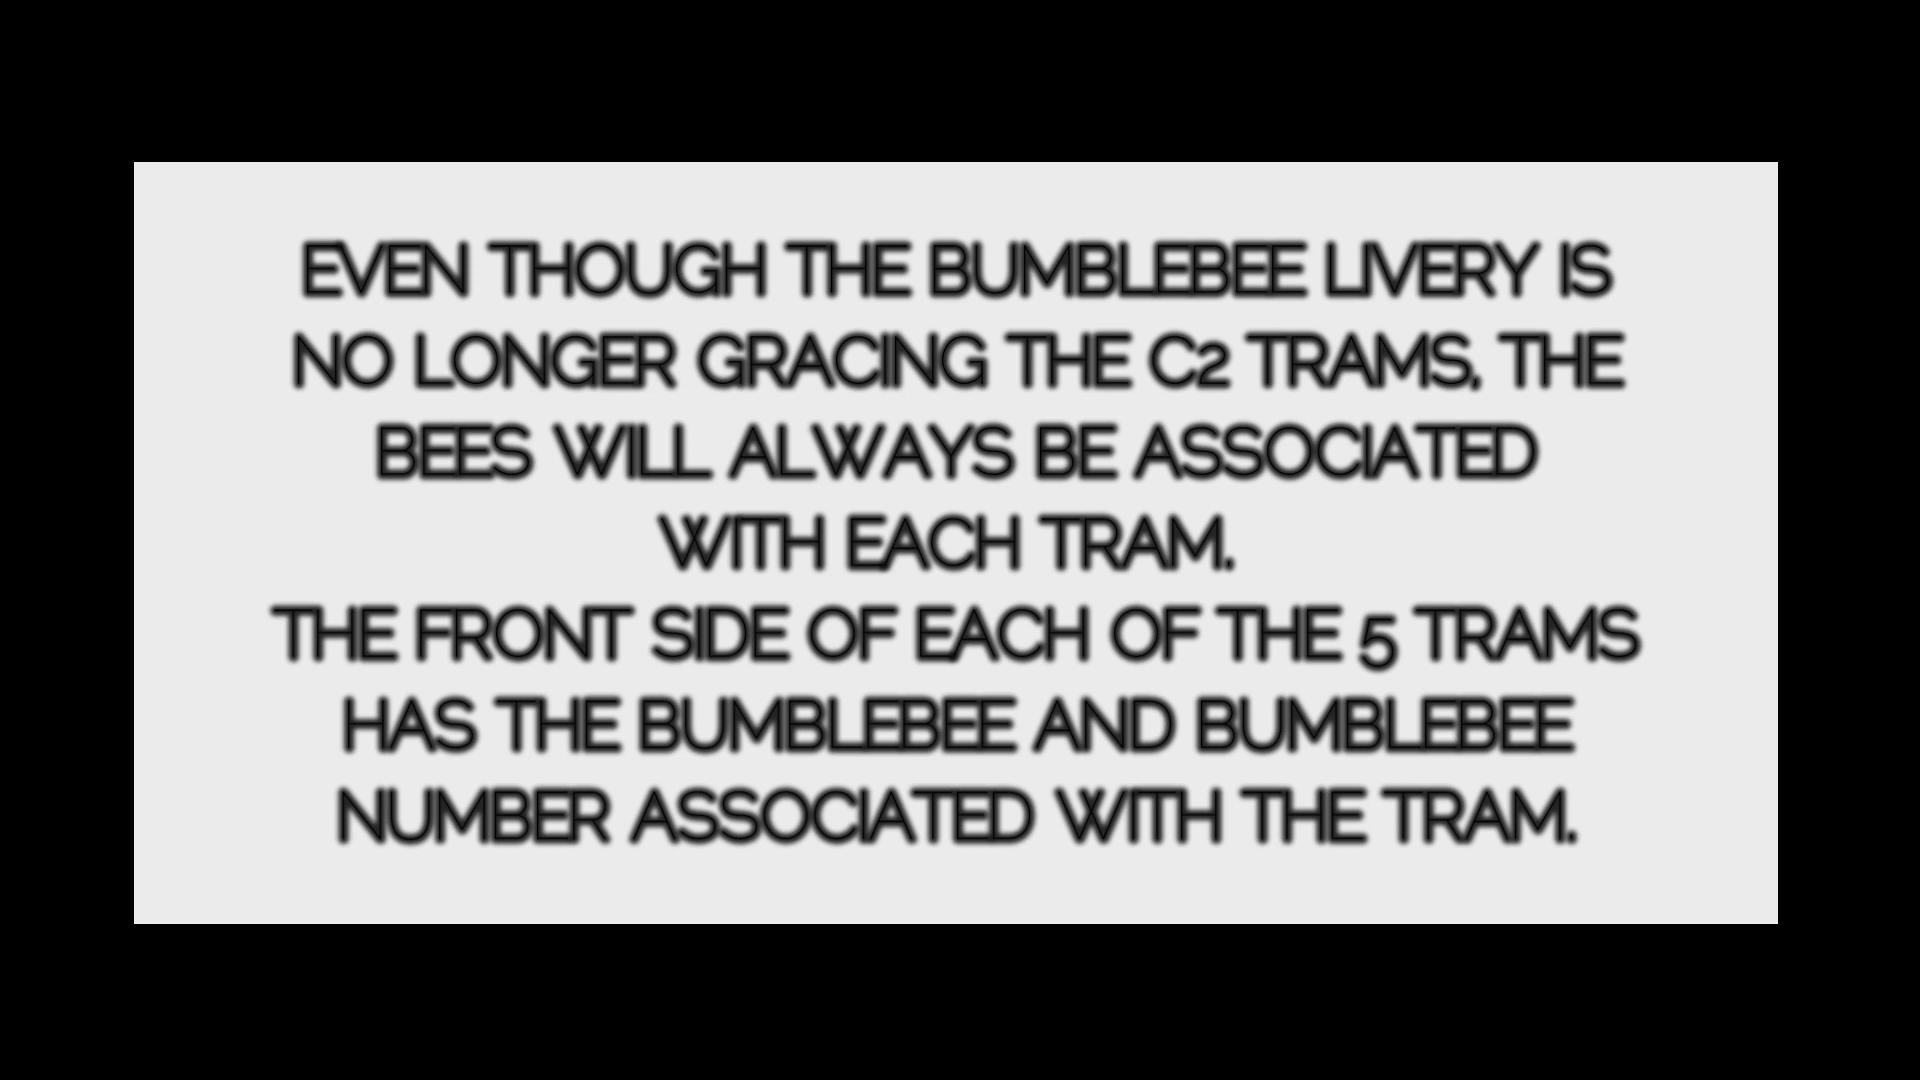 EVEN THOUGH THE BUMBLEBEE LIVERY IS
NO LONGER GRACING THE C2 TRAMS, THE
BEES WILL ALWAYS BE ASSOCIATED
WITH EACH TRAM.
THE FRONT SIDE OF EACH OF THE 5 TRAMS
HAS THE BUMBLEBEE AND BUMBLEBEE
NUMBER ASSOCIATED WITH THE TRAM.